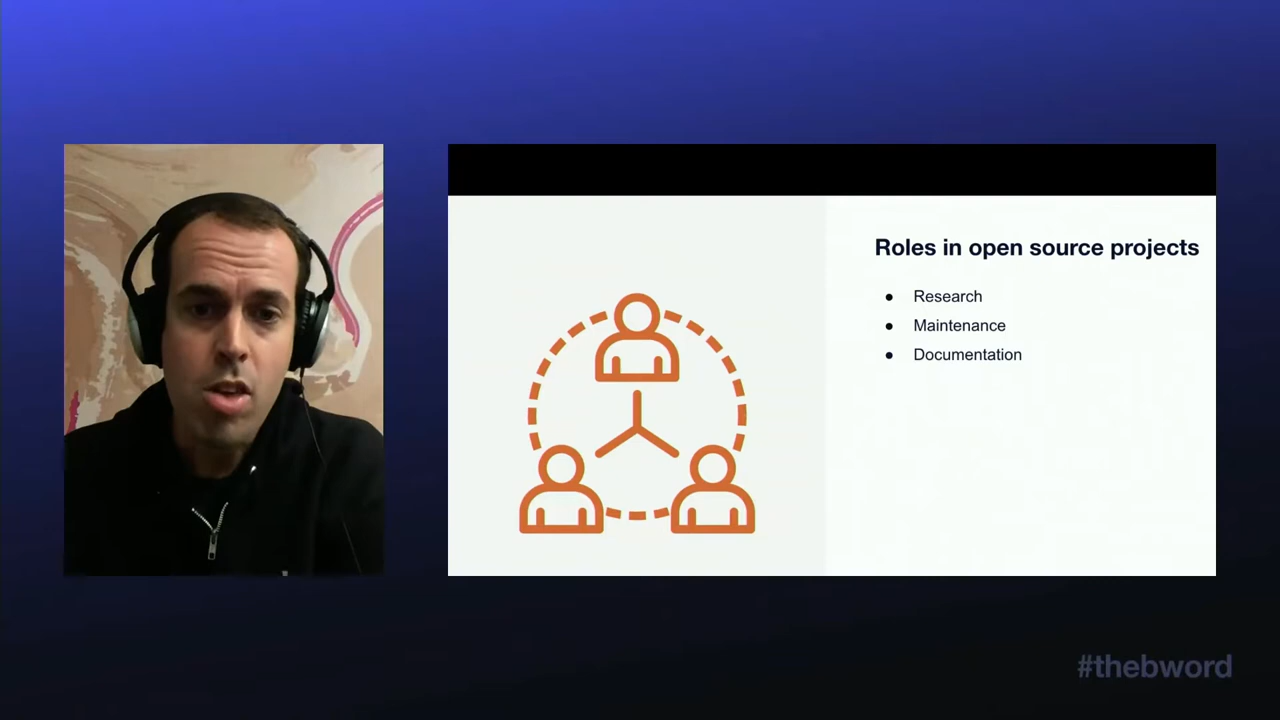 Roles in open source projects
● Research
● Maintenance
● Documentation
#thebword